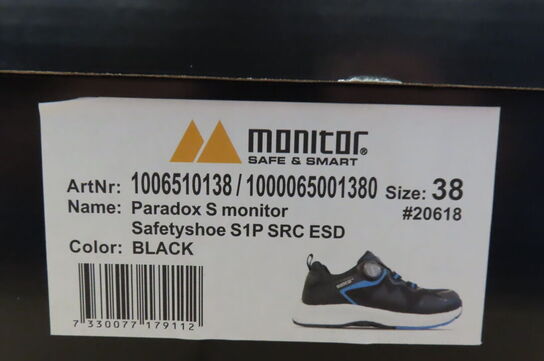 monitor®
SAFE & SMART
ArtNr: 1006510138 / 1000065001380 Size: 38
Name: Paradox S monitor #20618
Safetyshoe S1P SRC ESD
Color: BLACK
7 330077 179112